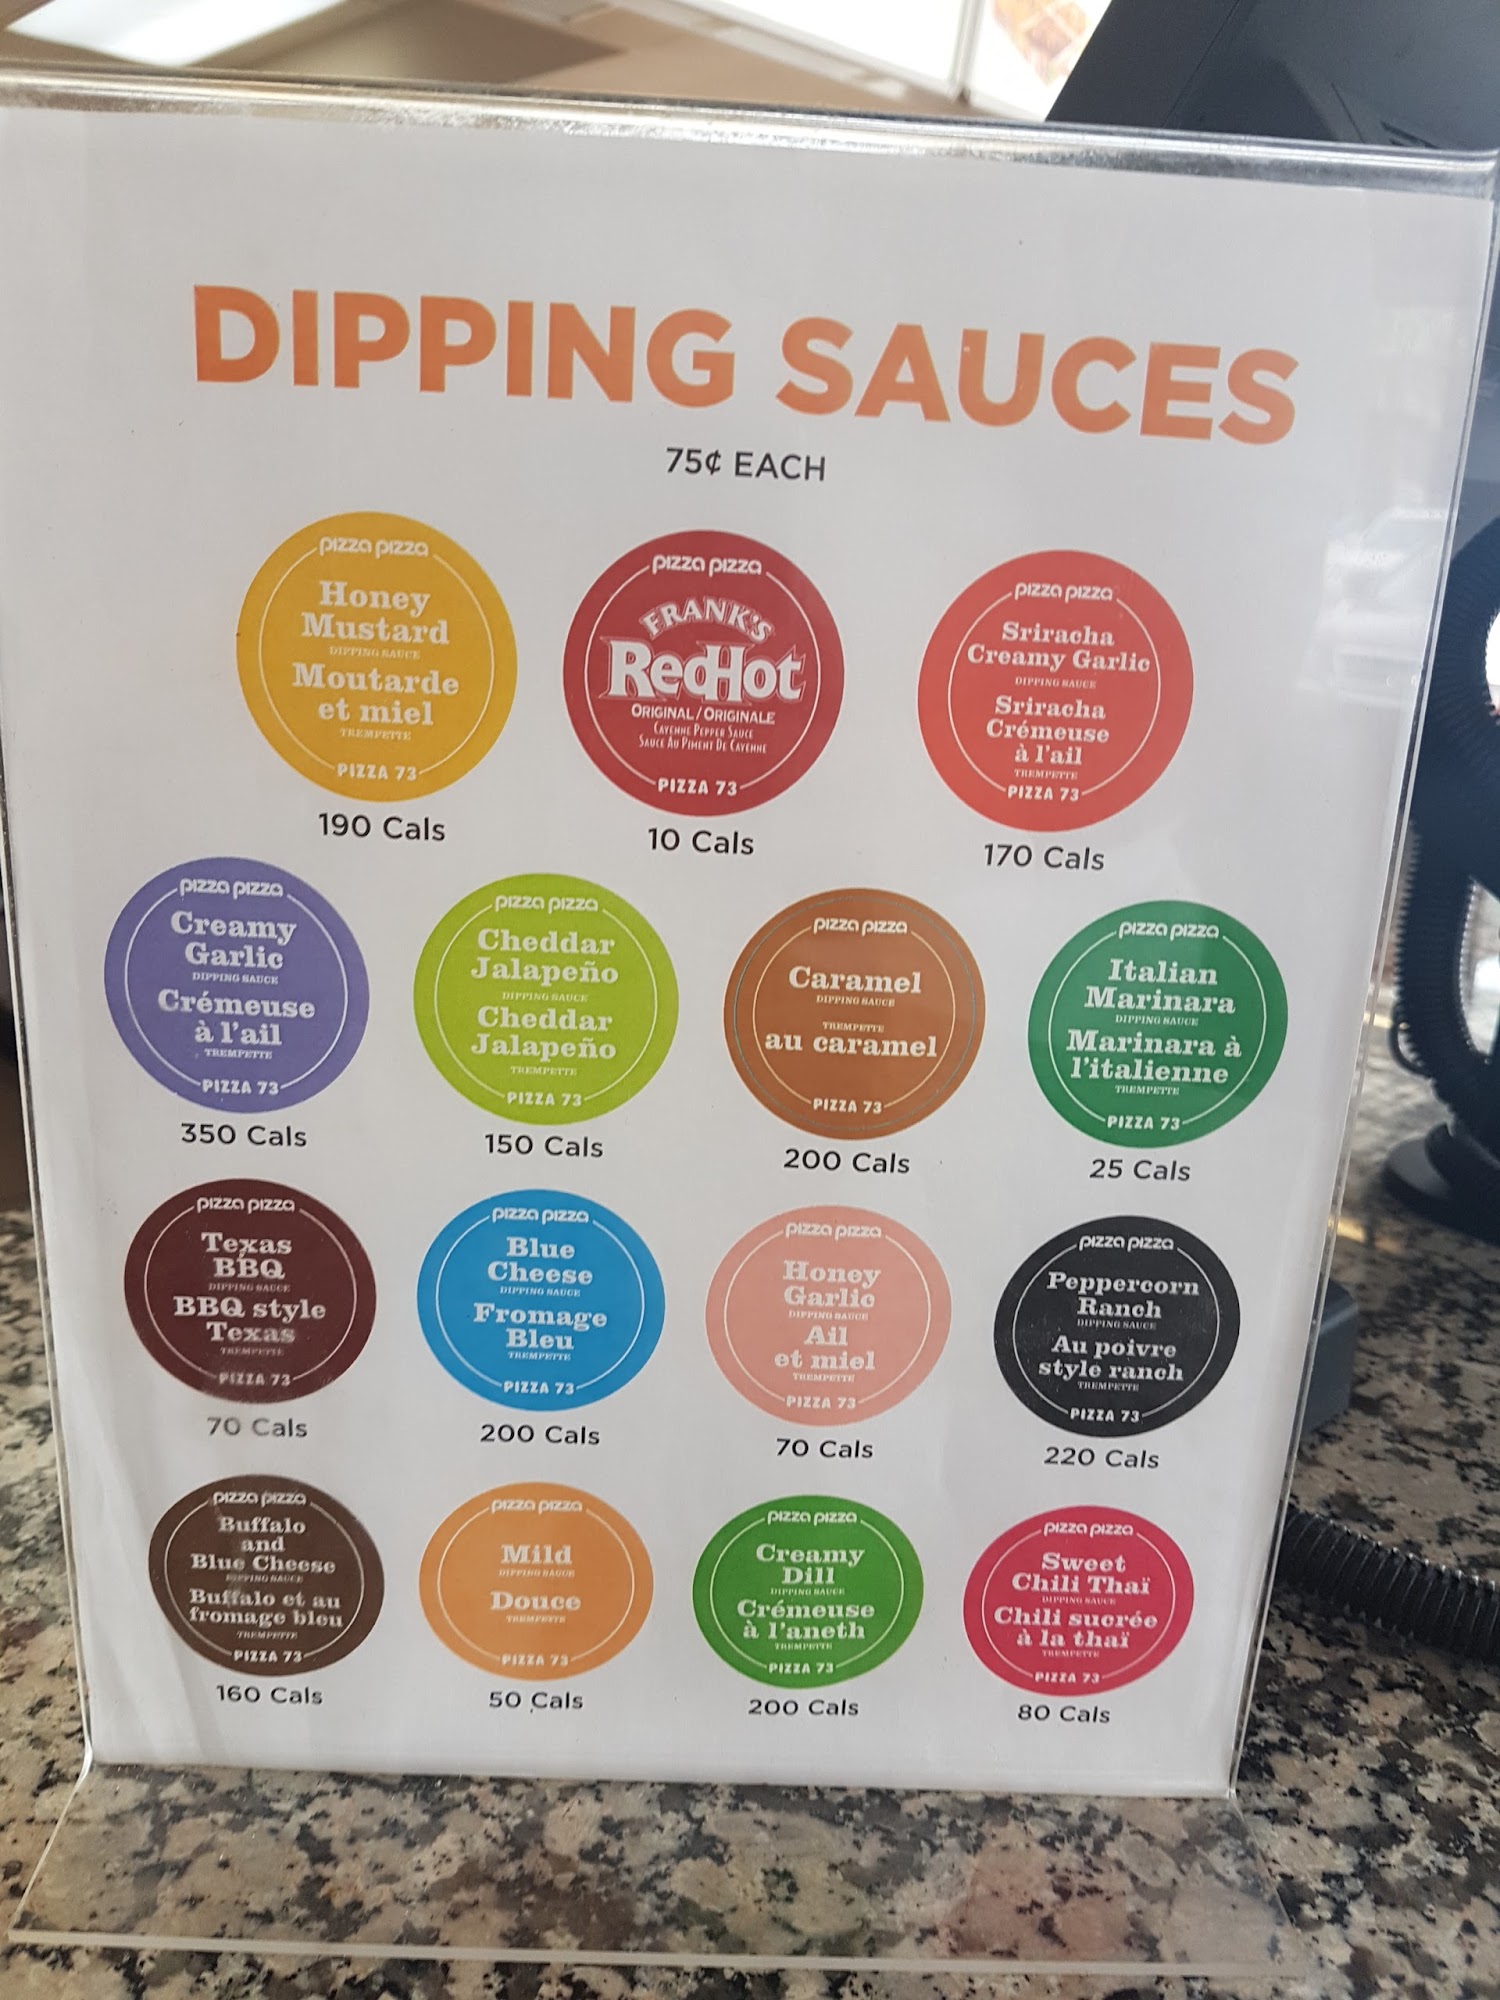 DIPPING SAUCES
75¢ EACH
pizza pizza
Honey
Mustard
DIPPING SAUCE
Moutarde
et miel
TREMPETTE
PIZZA 73
190 Cals
pizza pizza
FRANK'S
RedHot
ORIGINAL/ORIGINALE
CAYENNE PEPPER SAUCE
SAUCE AU PIMENT DE CAYENNE
PIZZA 73
10 Cals
pizza pizza
Sriracha
Creamy Garlic
DIPPING SAUCE
Sriracha
Crémeuse
à l'ail
TREMPETTE
PIZZA 73
170 Cals
pizza pizza
Creamy
Garlic
DIPPING SAUCE
Crémeuse
à l'ail
TREMPETTE
PIZZA 73
350 Cals
pizza pizza
Cheddar
Jalapeño
DIPPING SAUCE
Cheddar
Jalapeño
TREMPETTE
PIZZA 73
150 Cals
pizza pizza
Caramel
DIPPING SAUCE
TREMPETTE
au caramel
PIZZA 73
200 Cals
pizza pizza
Italian
Marinara
DIPPING SAUCE
Marinara à
l'italienne
TREMPETTE
PIZZA 73
25 Cals
pizza pizza
Texas
BBQ
DIPPING SAUCE
BBQ style
Texas
TREMPETTE
PIZZA 73
70 Cals
pizza pizza
Blue
Cheese
DIPPING SAUCE
Fromage
Bleu
TREMPETTE
PIZZA 73
200 Cals
pizza pizza
Honey
Garlic
DIPPING SAUCE
Ail
et miel
TREMPETTE
PIZZA 73
70 Cals
pizza pizza
Peppercorn
Ranch
DIPPING SAUCE
Au poivre
style ranch
TREMPETTE
PIZZA 73
220 Cals
pizza pizza
Buffalo
and
Blue Cheese
DIPPING SAUCE
Buffalo et au
fromage bleu
TREMPETTE
PIZZA 73
160 Cals
pizza pizza
Mild
DIPPING SAUCE
Douce
TREMPETTE
PIZZA 73
50 Cals
pizza pizza
Creamy
Dill
DIPPING SAUCE
Crémeuse
à l'aneth
TREMPETTE
PIZZA 73
200 Cals
pizza pizza
Sweet
Chili Thaï
DIPPING SAUCE
Chili sucrée
à la thaï
TREMPETTE
PIZZA 73
80 Cals